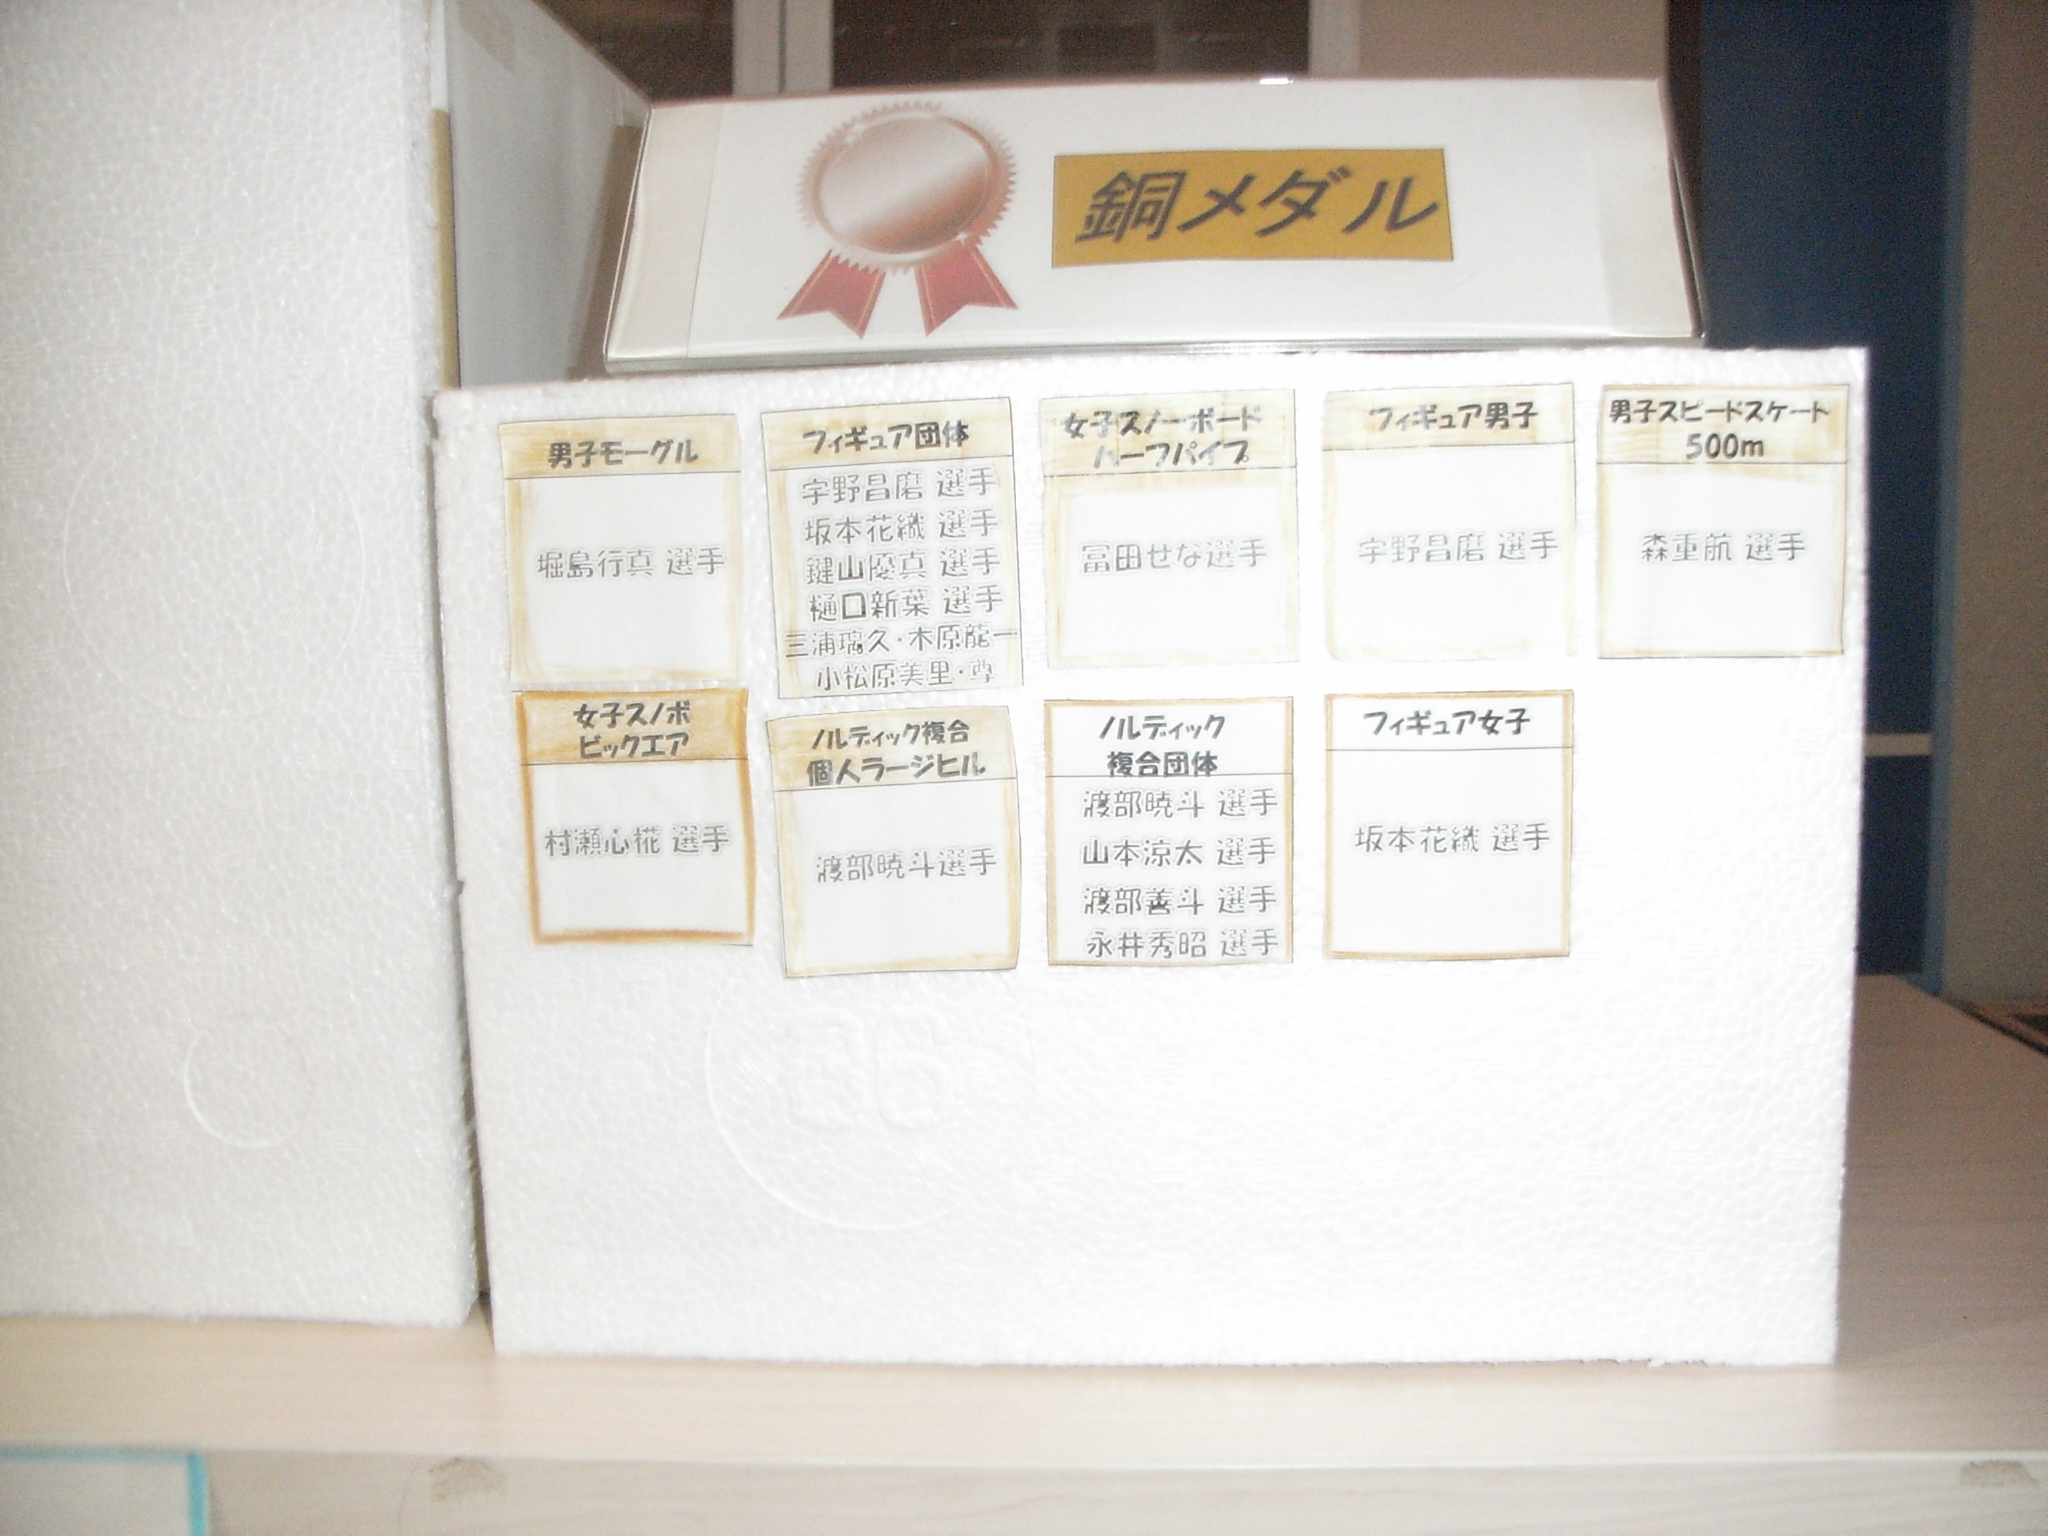 銅メダル
男子モーグル
堀島行真 選手
フィギュア団体
宇野昌磨 選手
坂本花織 選手
鍵山優真 選手
樋口新葉 選手
三浦璃久・木原龍一
小松原美里・尊
女子スノーボード
ハーフパイプ
冨田せな選手
フィギュア男子
宇野昌磨 選手
男子スピードスケート
500m
森重航 選手
女子スノボ
ビックエア
村瀬心椛 選手
ノルディック複合
個人ラージヒル
渡部暁斗選手
ノルディック
複合団体
渡部暁斗 選手
山本涼太 選手
渡部善斗 選手
永井秀昭 選手
フィギュア女子
坂本花織 選手